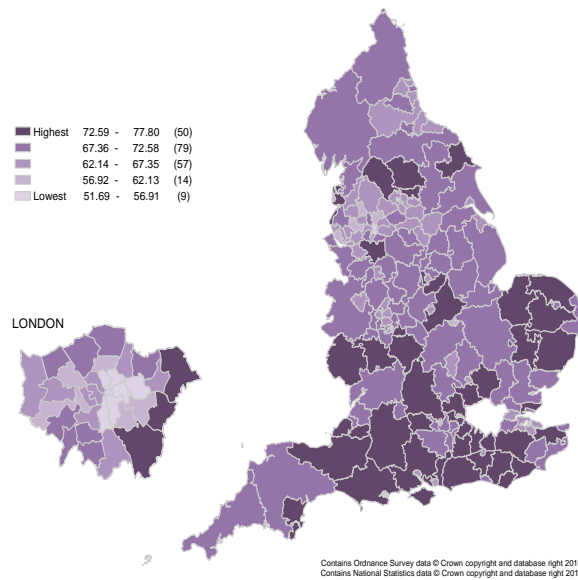 Highest 72.59 - 77.80 (50)
67.36 - 72.58 (79)
62.14 - 67.35 (57)
56.92 - 62.13 (14)
Lowest 51.69 - 56.91 (9)
LONDON
Contains Ordnance Survey data © Crown copyright and database right 201
Contains National Statistics data © Crown copyright and database right 201